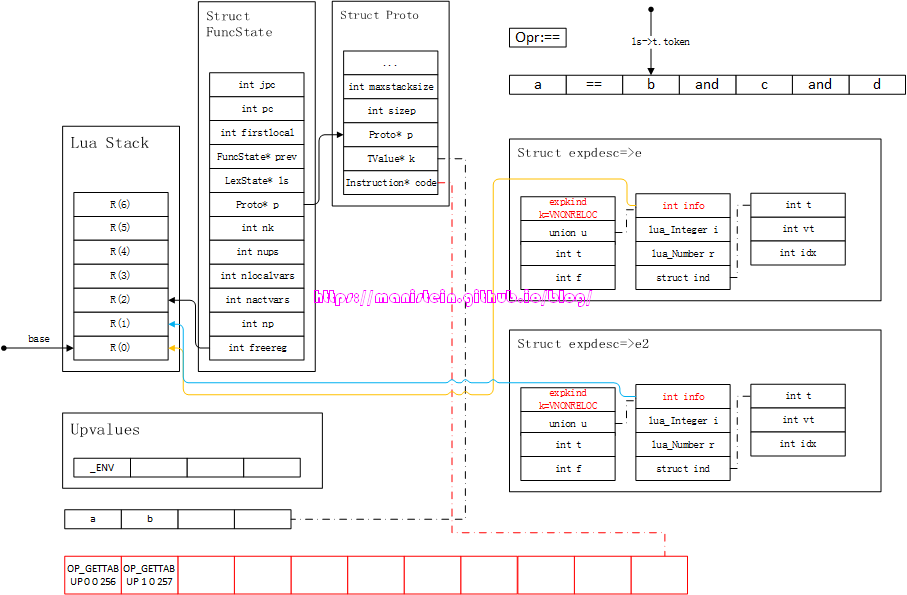 Struct
FuncState
int jpc
int pc
int firstlocal
FuncState* prev
LexState* ls
Proto* p
int nk
int nups
int nlocalvars
int nactvars
int np
int freereg
Struct Proto
...
int maxstacksize
int sizep
Proto* p
TValue* k
Instruction* code
Opr:==
ls->t.token
a == b and c and d
Lua Stack
R(6)
R(5)
R(4)
R(3)
R(2)
R(1)
R(0)
base
Struct expdesc=>e
expkind
k=VNONRELOC
union u
int t
int f
int info
lua_Integer i
lua_Number r
struct ind
int t
int vt
int idx
https://manistein.github.io/blog/
Struct expdesc=>e2
expkind
k=VNONRELOC
union u
int t
int f
int info
lua_Integer i
lua_Number r
struct ind
int t
int vt
int idx
Upvalues
_ENV
a b
OP_GETTAB OP_GETTAB
UP 0 0 256 UP 1 0 257